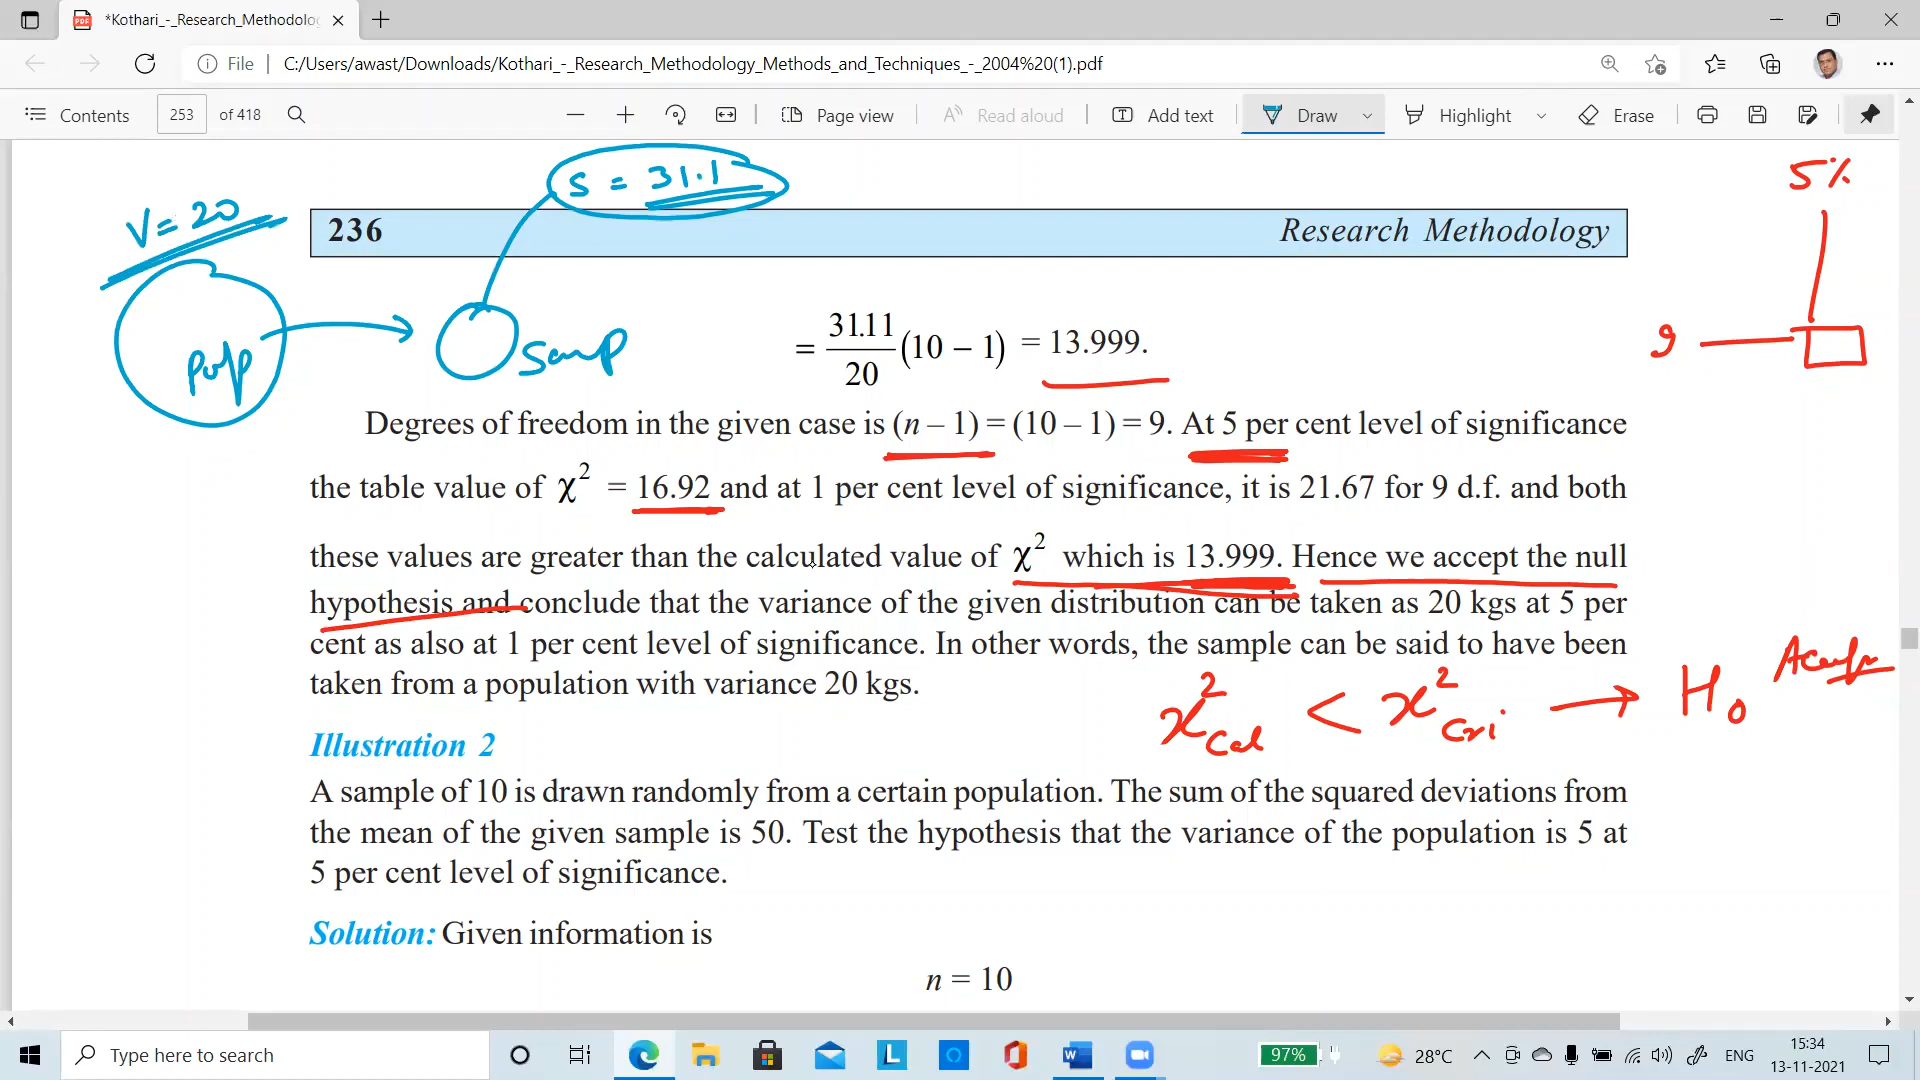 *Kothari_-_Research_Methodolo
File C:/Users/awast/Downloads/Kothari_-_Research_Methodology_Methods_and_Techniques_-_2004%20(1).pdf
Contents 253 of 418 Page view Read aloud Add text Draw Highlight Erase
S = 31.1
5%
V = 20
236 Research Methodology
= 31.11/20 (10 – 1) = 13.999.
9
pop
samp
Degrees of freedom in the given case is (n – 1) = (10 – 1) = 9. At 5 per cent level of significance
the table value of χ² = 16.92 and at 1 per cent level of significance, it is 21.67 for 9 d.f. and both
these values are greater than the calculated value of χ² which is 13.999. Hence we accept the null
hypothesis and conclude that the variance of the given distribution can be taken as 20 kgs at 5 per
cent as also at 1 per cent level of significance. In other words, the sample can be said to have been
taken from a population with variance 20 kgs.
x²Cal < x²Cri → H0
Illustration 2
A sample of 10 is drawn randomly from a certain population. The sum of the squared deviations from
the mean of the given sample is 50. Test the hypothesis that the variance of the population is 5 at
5 per cent level of significance.
Solution: Given information is
n = 10
Type here to search
97% 28°C ENG 15:34
13-11-2021